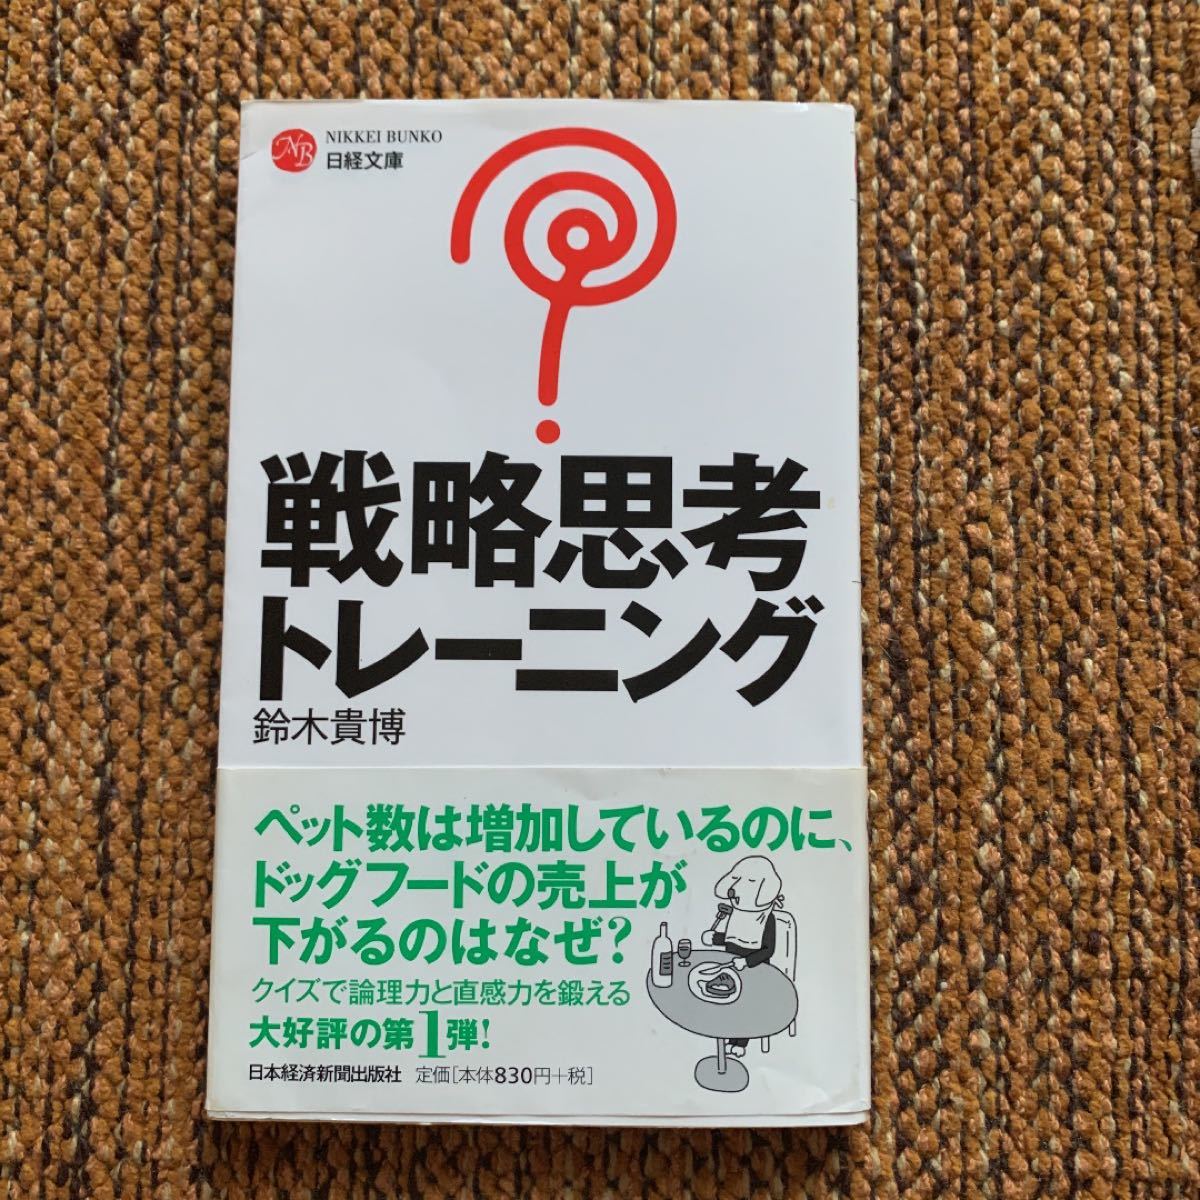 NB
NIKKEI BUNKO
日経文庫
戦略思考
トレーニング
鈴木貴博
ペット数は増加しているのに、
ドッグフードの売上が
下がるのはなぜ?
クイズで論理力と直感力を鍛える
大好評の第1弾!
日本経済新聞出版社 定価[本体830円+税]